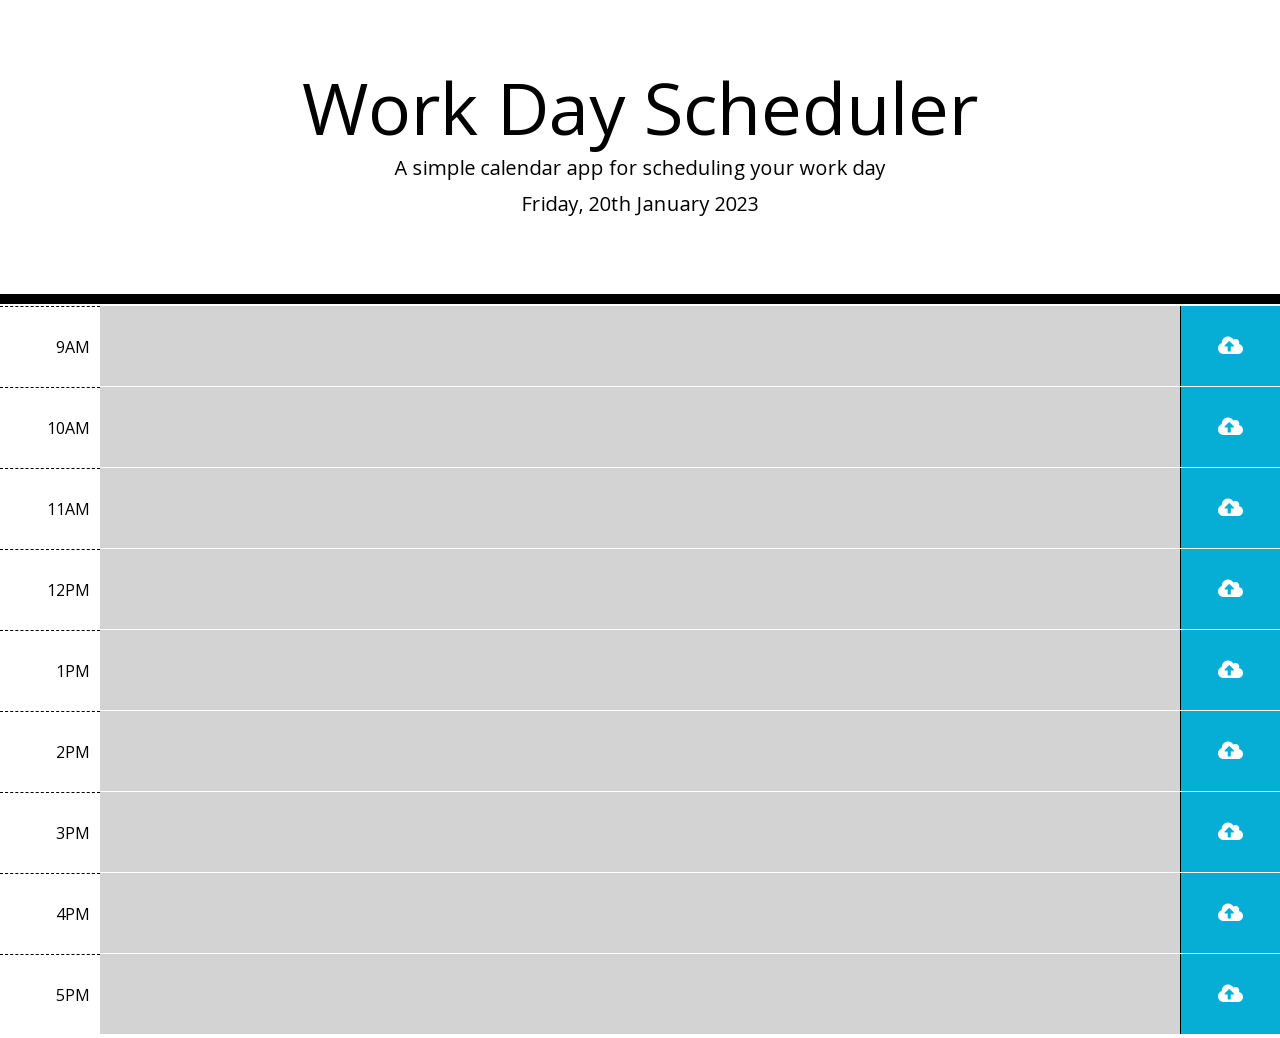 Work Day Scheduler
A simple calendar app for scheduling your work day
Friday, 20th January 2023
9AM
10AM
11AM
12PM
1PM
2PM
3PM
4PM
5PM